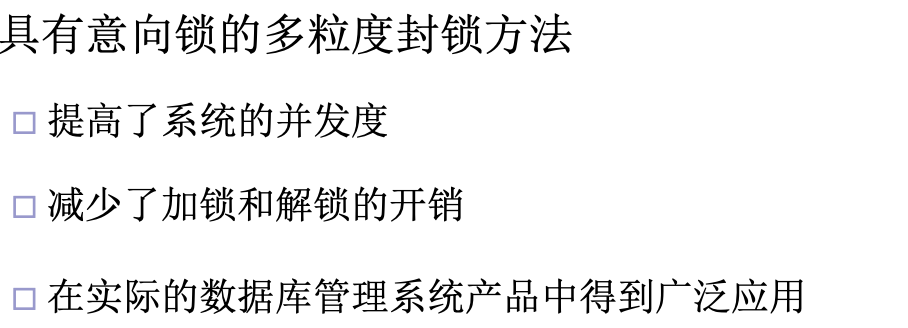 具有意向锁的多粒度封锁方法
提高了系统的并发度
减少了加锁和解锁的开销
在实际的数据库管理系统产品中得到广泛应用